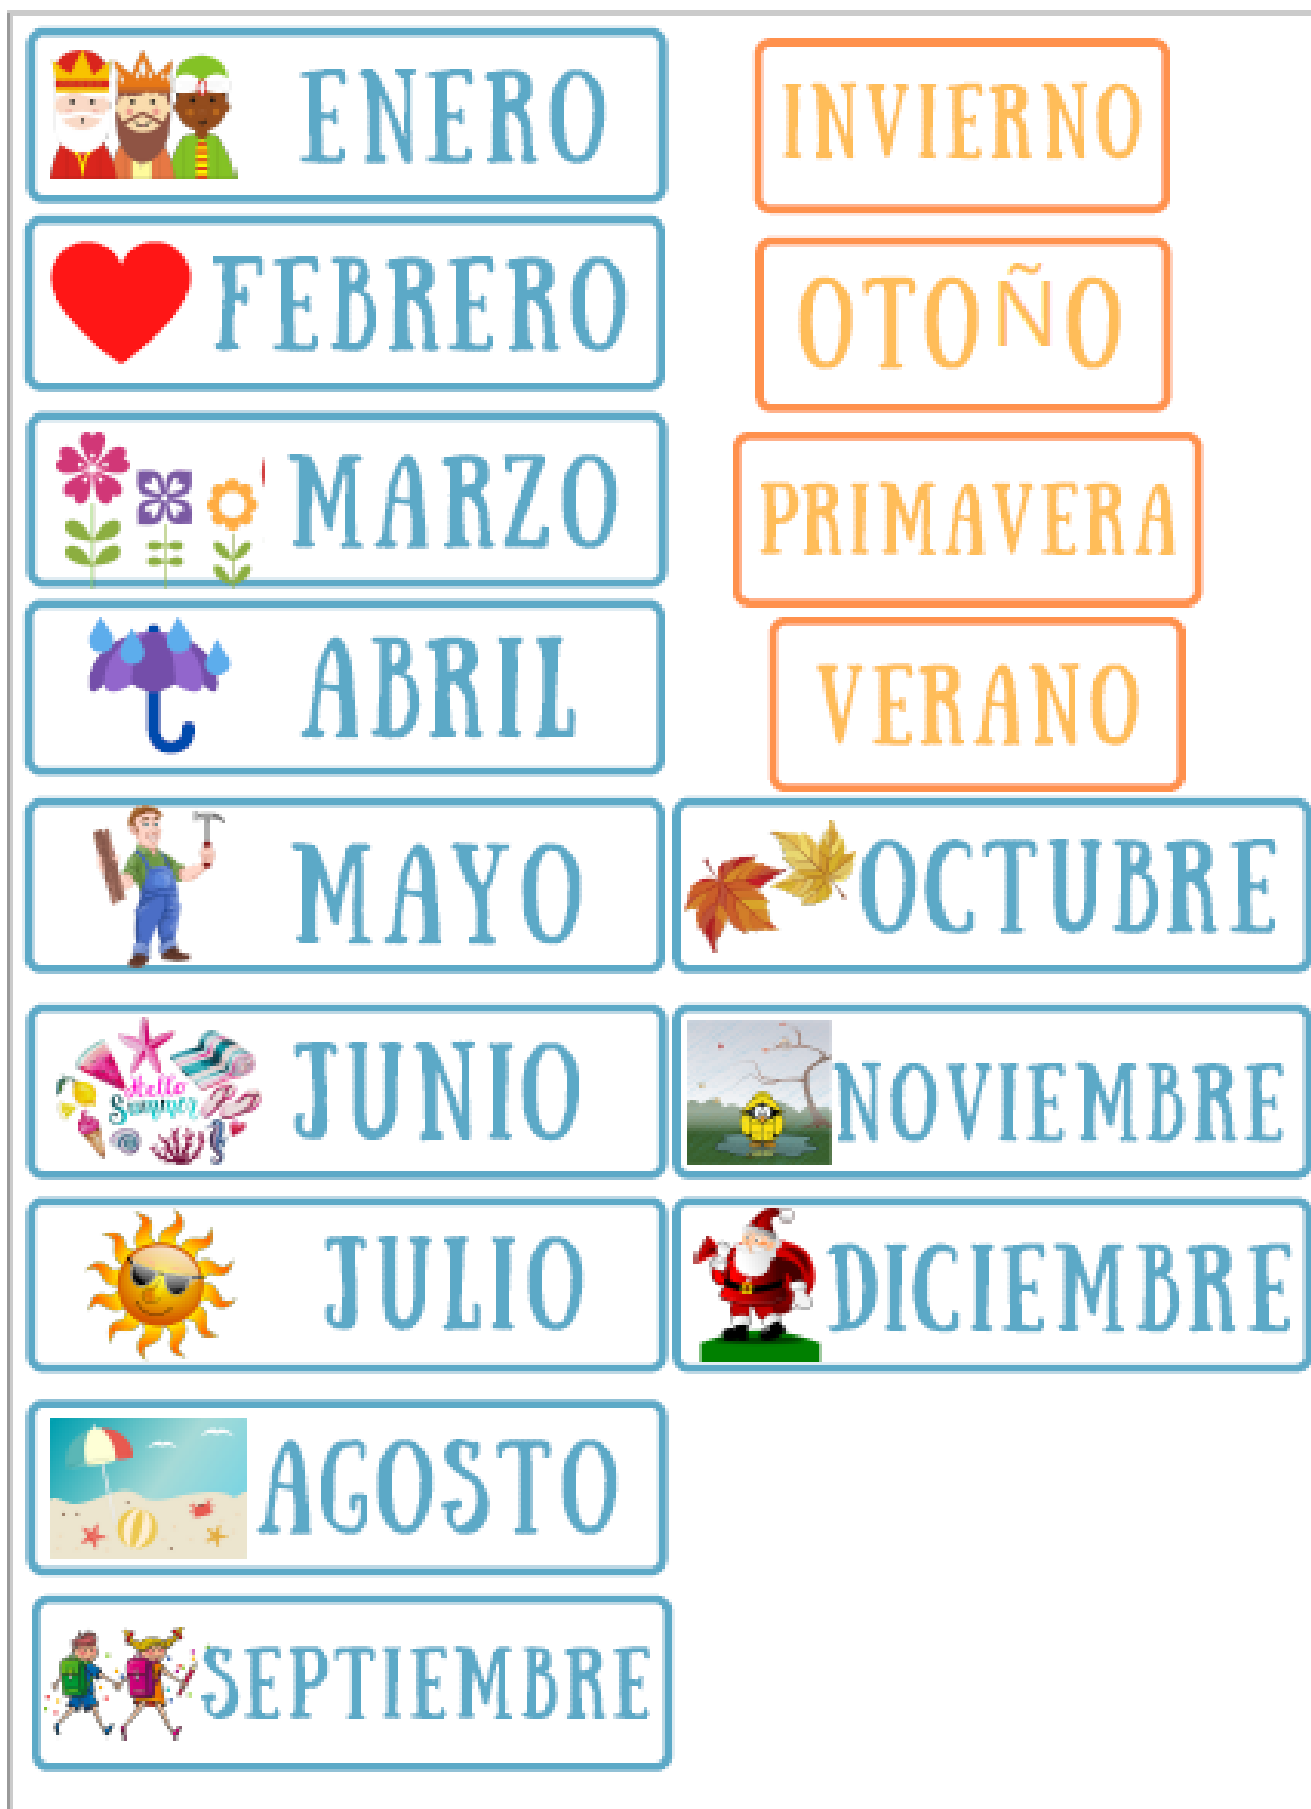 ENERO
FEBRERO
MARZO
ABRIL
MAYO
Hello
Summer
JUNIO
JULIO
AGOSTO
SEPTIEMBRE
INVIERNO
OTOÑO
PRIMAVERA
VERANO
OCTUBRE
NOVIEMBRE
DICIEMBRE